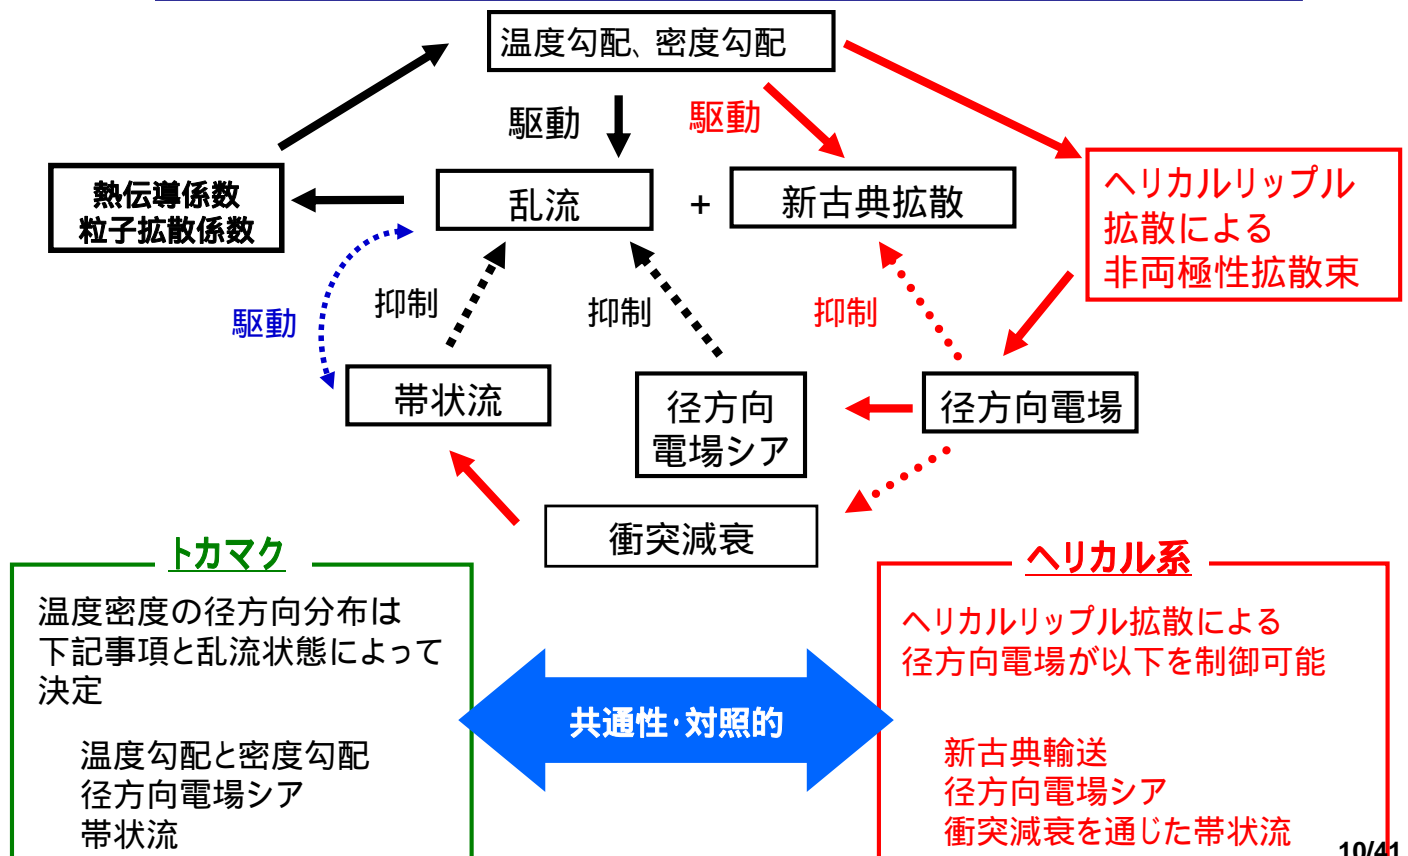 温度勾配、密度勾配
駆動
駆動
熱伝導係数
粒子拡散係数
乱流
+
新古典拡散
ヘリカルリップル
拡散による
非両極性拡散束
駆動
抑制
抑制
抑制
帯状流
径方向
電場シア
径方向電場
衝突減衰
トカマク
温度密度の径方向分布は
下記事項と乱流状態によって
決定
温度勾配と密度勾配
径方向電場シア
帯状流
共通性・対照的
ヘリカル系
ヘリカルリップル拡散による
径方向電場が以下を制御可能
新古典輸送
径方向電場シア
衝突減衰を通じた帯状流
10/41